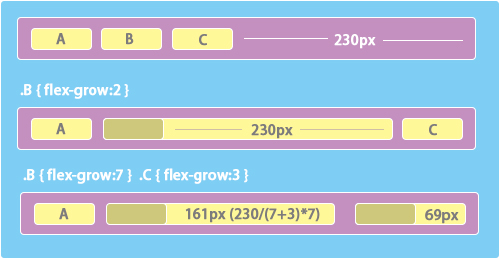 A B C 230px
.B { flex-grow:2 }
A 230px C
.B { flex-grow:7 } .C { flex-grow:3 }
A 161px (230/(7+3)*7) 69px